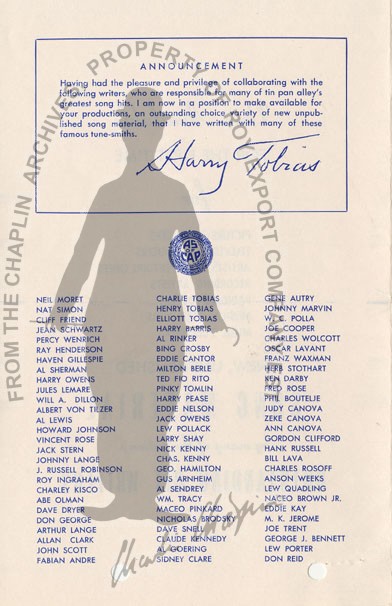 ANNOUNCEMENT
Having had the pleasure and privilege of collaborating with the
following writers, who are responsible for many of tin pan alley's
greatest song hits. I am now in a position to make available for
your productions, an outstanding choice variety of new unpub-
lished song material, that I have written with many of these
famous tune-smiths.
Harry Tobias
FROM THE CHAPLIN ARCHIVES. PROPERTY OF ROY EXPORT COMPANY
AS
OF
CAP
NEIL MORET
NAT SIMON
CLIFF FRIEND
JEAN SCHWARTZ
PERCY WENRICH
RAY HENDERSON
HAVEN GILLESPIE
AL SHERMAN
HARRY OWENS
JULES LEMARE
WILL A. DILLON
ALBERT VON TILZER
AL LEWIS
HOWARD JOHNSON
VINCENT ROSE
JACK STERN
JOHNNY LANGE
J. RUSSELL ROBINSON
ROY INGRAHAM
CHARLEY KISCO
ABE OLMAN
DAVE DRYER
DON GEORGE
ARTHUR LANGE
ALLAN CLARK
JOHN SCOTT
FABIAN ANDRE
CHARLIE TOBIAS
HENRY TOBIAS
ELLIOTT TOBIAS
HARRY BARRIS
AL RINKER
BING CROSBY
EDDIE CANTOR
MILTON BERLE
TED FIO RITO
PINKY TOMLIN
HARRY PEASE
EDDIE NELSON
JACK OWENS
LEW POLLACK
LARRY SHAY
NICK KENNY
CHAS. KENNY
GEO. HAMILTON
GUS ARNHEIM
AL SENDREY
WM. TRACY
MACEO PINKARD
NICHOLAS BRODSKY
DAVE SNELL
CLAUDE KENNEDY
AL GOERING
SIDNEY CLARE
GENE AUTRY
JOHNNY MARVIN
W. C. POLLA
JOE COOPER
CHARLES WOLCOTT
OSCAR LAVANT
FRANZ WAXMAN
HERB STOTHART
KEN DARBY
FRED ROSE
PHIL BOUTELJE
JUDY CANOVA
ZEKE CANOVA
ANN CANOVA
GORDON CLIFFORD
HANK RUSSELL
BILL LAVA
CHARLES ROSOFF
ANSON WEEKS
LEW QUADLING
NACEO BROWN JR.
EDDIE KAY
M. K. JEROME
JOE TRENT
GEORGE J. BENNETT
LEW PORTER
DON REID
Charles Chaplin